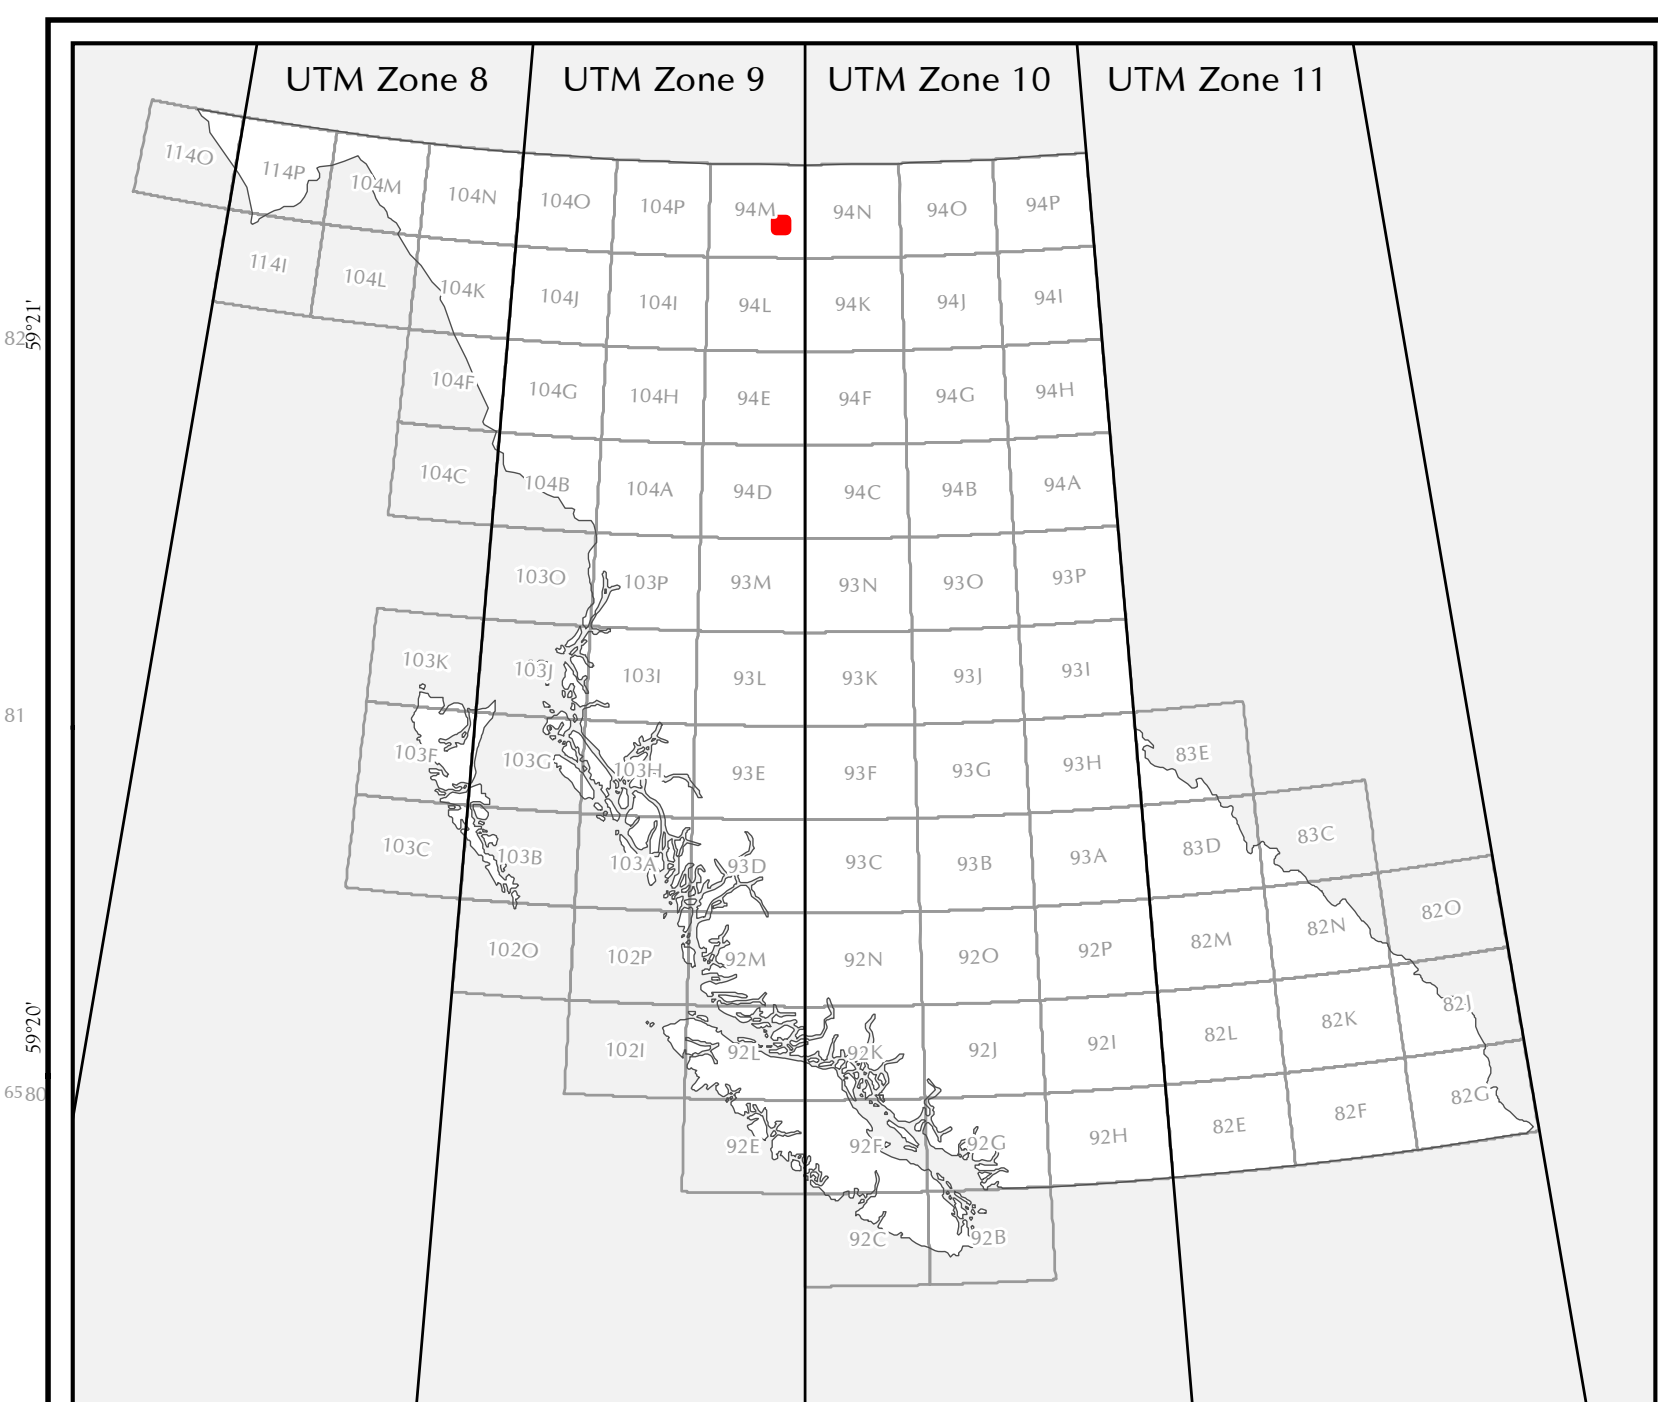 UTM Zone 8 UTM Zone 9 UTM Zone 10 UTM Zone 11
114O 114P 104M 104N 104O 104P 94M 94N 94O 94P
114I 104L 104K 104J 104I 94L 94K 94J 94I
59°21'
82
104F 104G 104H 94E 94F 94G 94H
104C 104B 104A 94D 94C 94B 94A
103O 103P 93M 93N 93O 93P
103K 103J 103I 93L 93K 93J 93I
81
103F 103G 103H 93E 93F 93G 93H 83E
103C 103B 103A 93D 93C 93B 93A 83D 83C
102O 102P 92M 92N 92O 92P 82M 82N 82O
59°20'
102I 92L 92K 92J 92I 82L 82K 82J
6580
92E 92F 92G 92H 82E 82F 82G
92C 92B